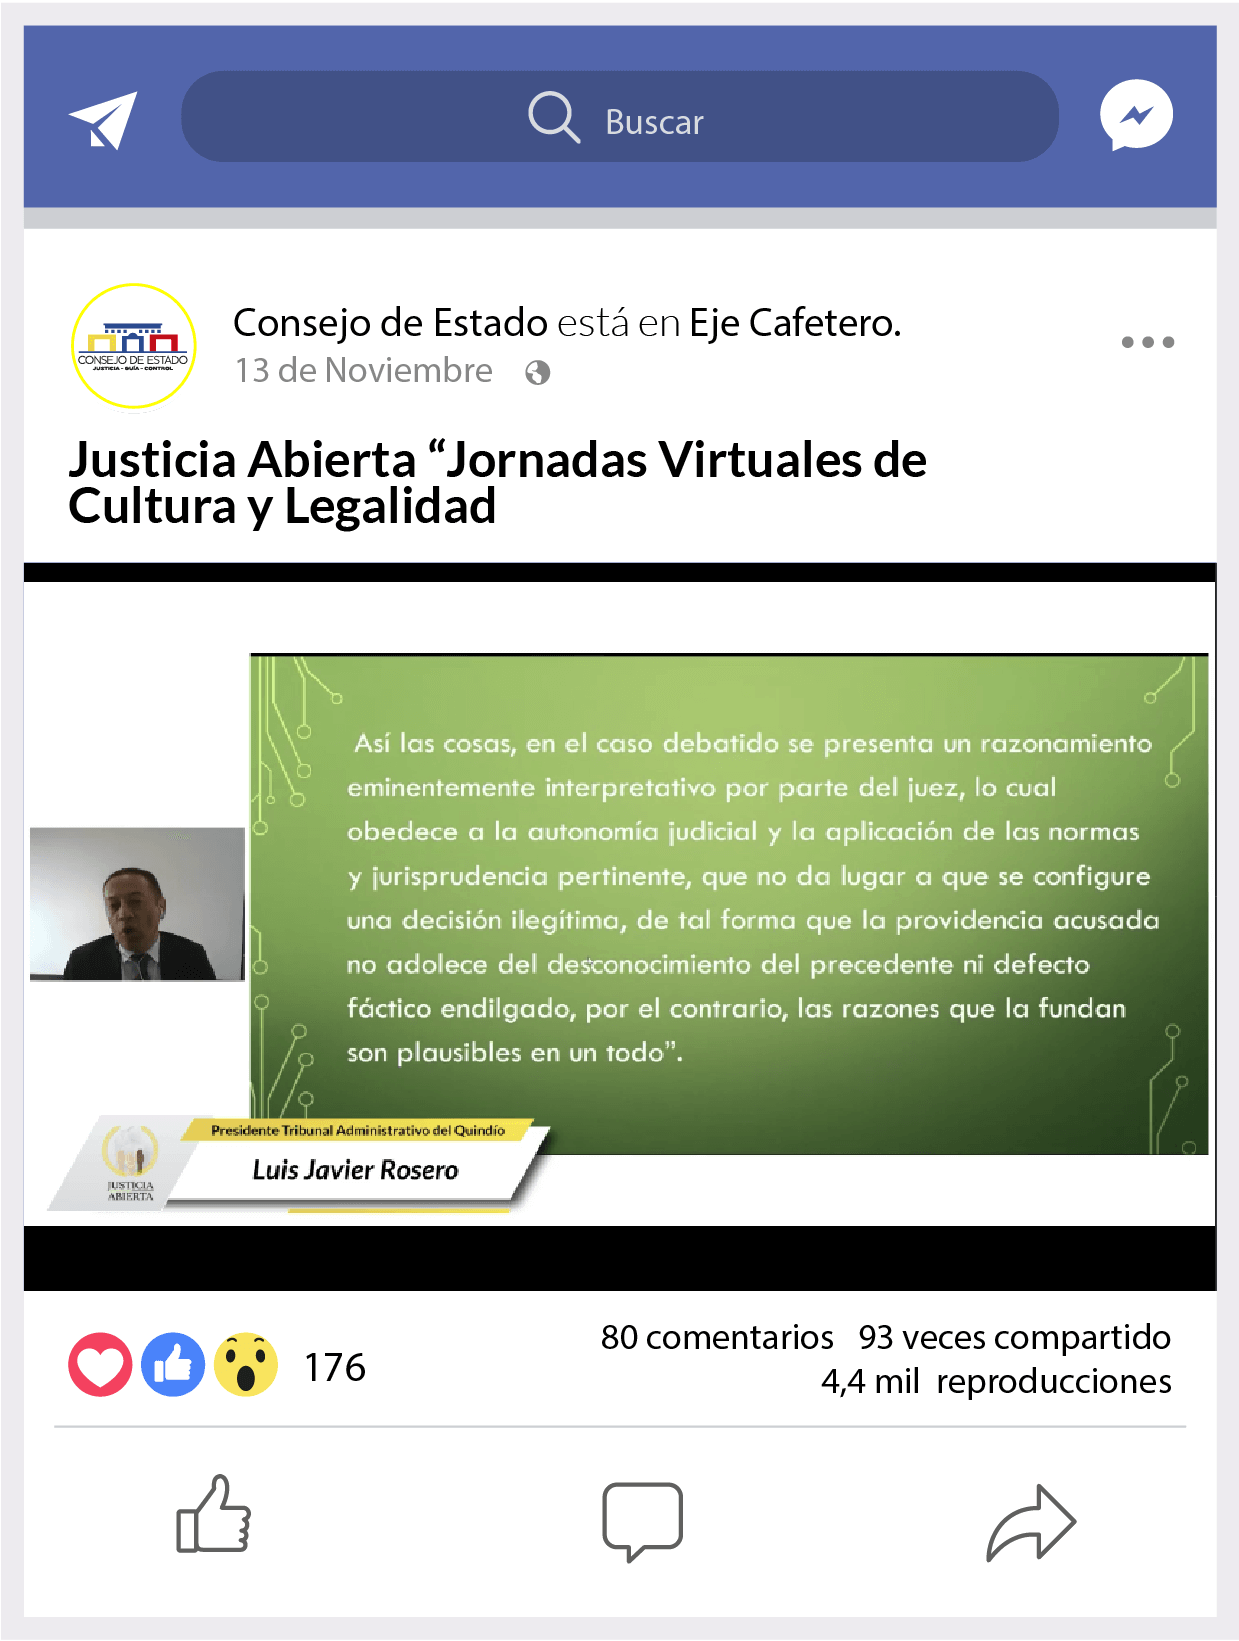 Buscar
CONSEJO DE ESTADO
JUSTICIA - GUÍA - CONTROL
Consejo de Estado está en Eje Cafetero.
13 de Noviembre
Justicia Abierta “Jornadas Virtuales de
Cultura y Legalidad
Así las cosas, en el caso debatido se presenta un razonamiento
eminentemente interpretativo por parte del juez, lo cual
obedece a la autonomía judicial y la aplicación de las normas
y jurisprudencia pertinente, que no da lugar a que se configure
una decisión ilegítima, de tal forma que la providencia acusada
no adolece del desconocimiento del precedente ni defecto
fáctico endilgado, por el contrario, las razones que la fundan
son plausibles en un todo”.
Presidente Tribunal Administrativo del Quindío
Luis Javier Rosero
JUSTICIA
ABIERTA
176
80 comentarios 93 veces compartido
4,4 mil reproducciones